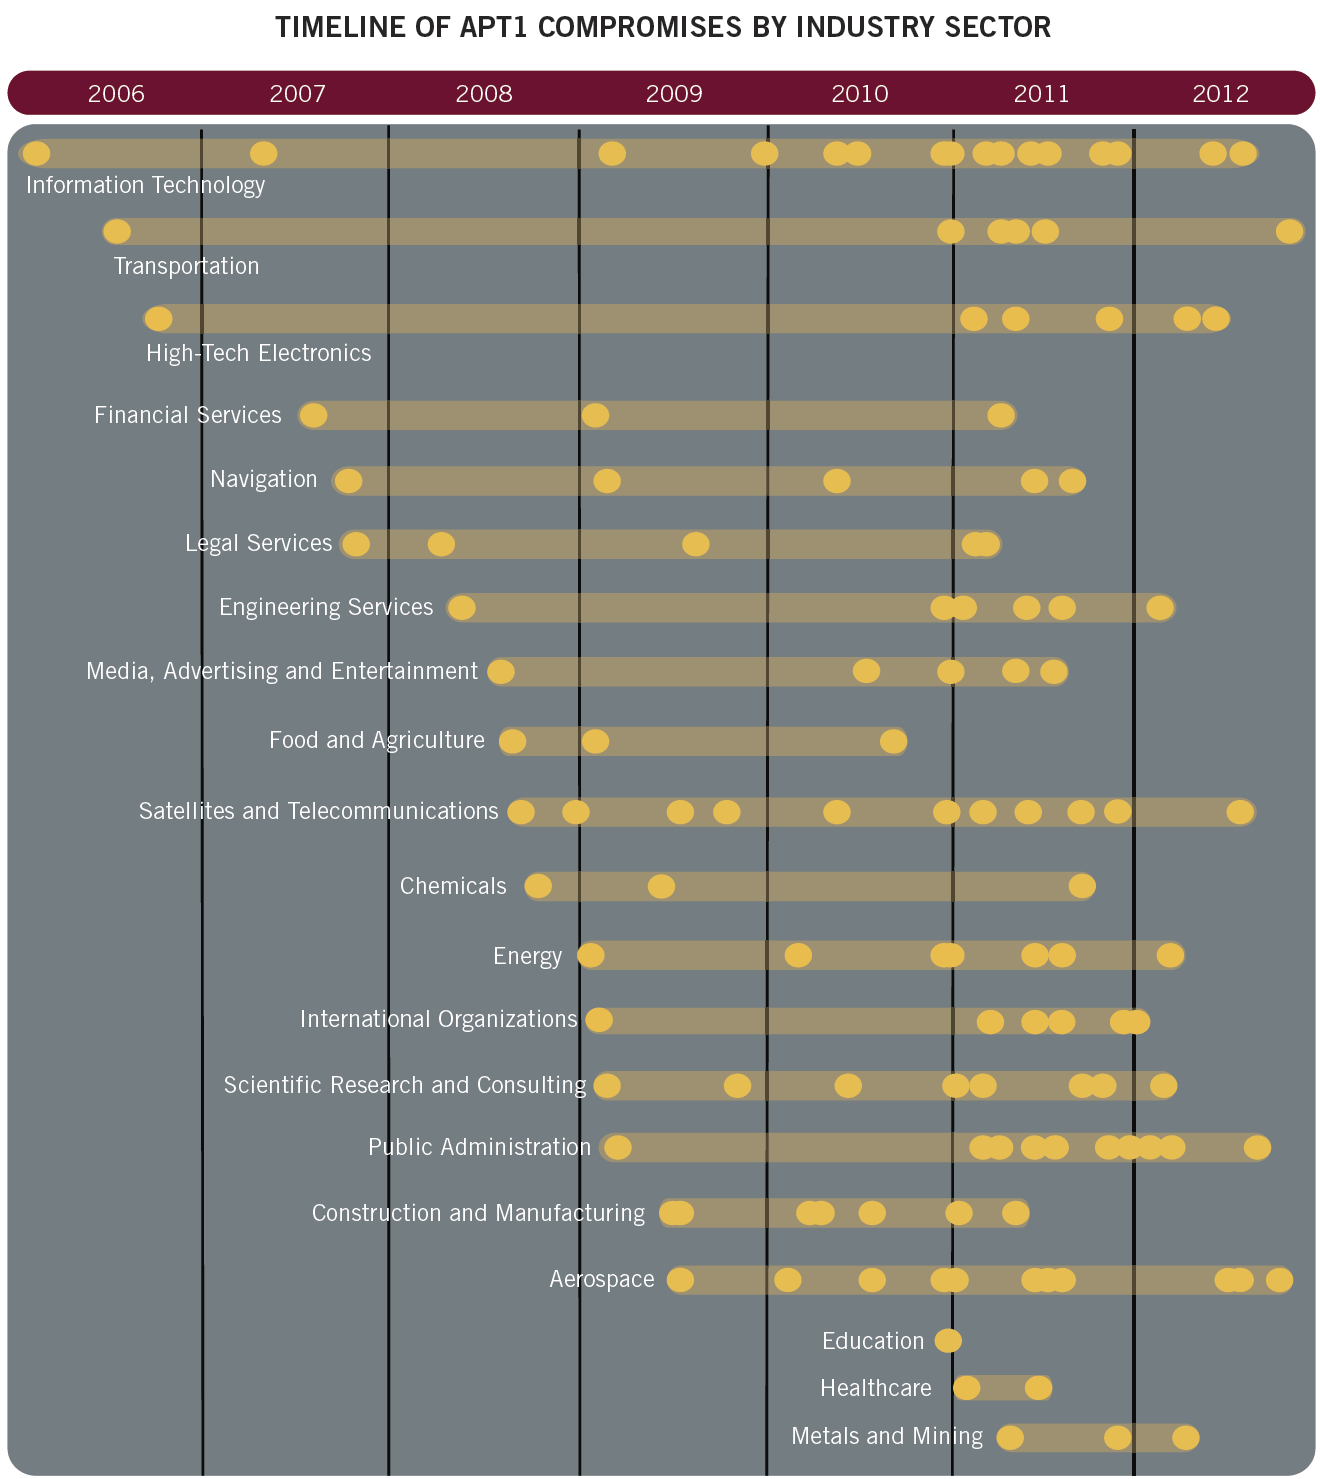 TIMELINE OF APT1 COMPROMISES BY INDUSTRY SECTOR
2006 2007 2008 2009 2010 2011 2012
Information Technology
Transportation
High-Tech Electronics
Financial Services
Navigation
Legal Services
Engineering Services
Media, Advertising and Entertainment
Food and Agriculture
Satellites and Telecommunications
Chemicals
Energy
International Organizations
Scientific Research and Consulting
Public Administration
Construction and Manufacturing
Aerospace
Education
Healthcare
Metals and Mining